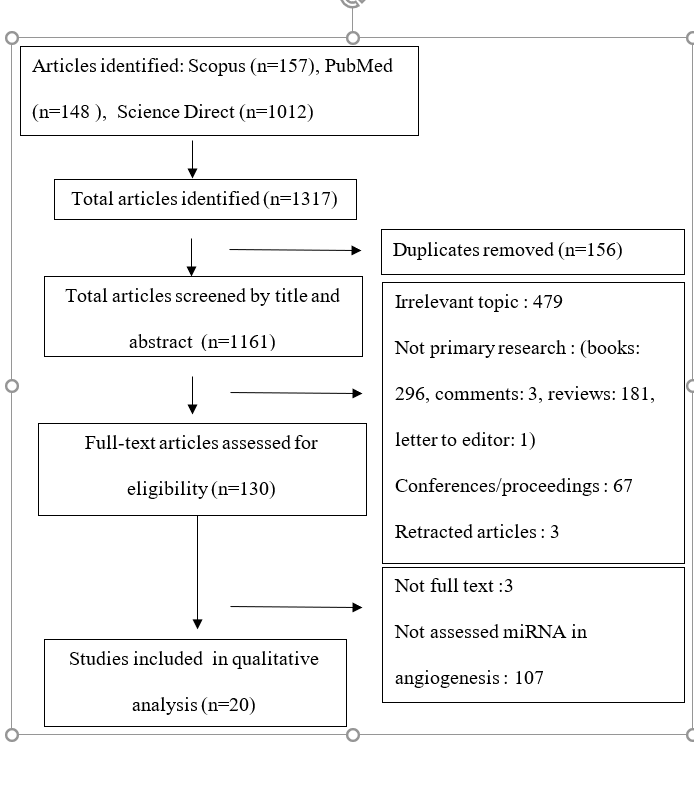 Articles identified: Scopus (n=157), PubMed
(n=148 ),  Science Direct (n=1012)
Total articles identified (n=1317)
Duplicates removed (n=156)
Total articles screened by title and
abstract  (n=1161)
Irrelevant topic : 479
Not primary research : (books:
296, comments: 3, reviews: 181,
letter to editor: 1)
Conferences/proceedings : 67
Retracted articles : 3
Full-text articles assessed for
eligibility (n=130)
Not full text :3
Not assessed miRNA in
angiogenesis : 107
Studies included  in qualitative
analysis (n=20)